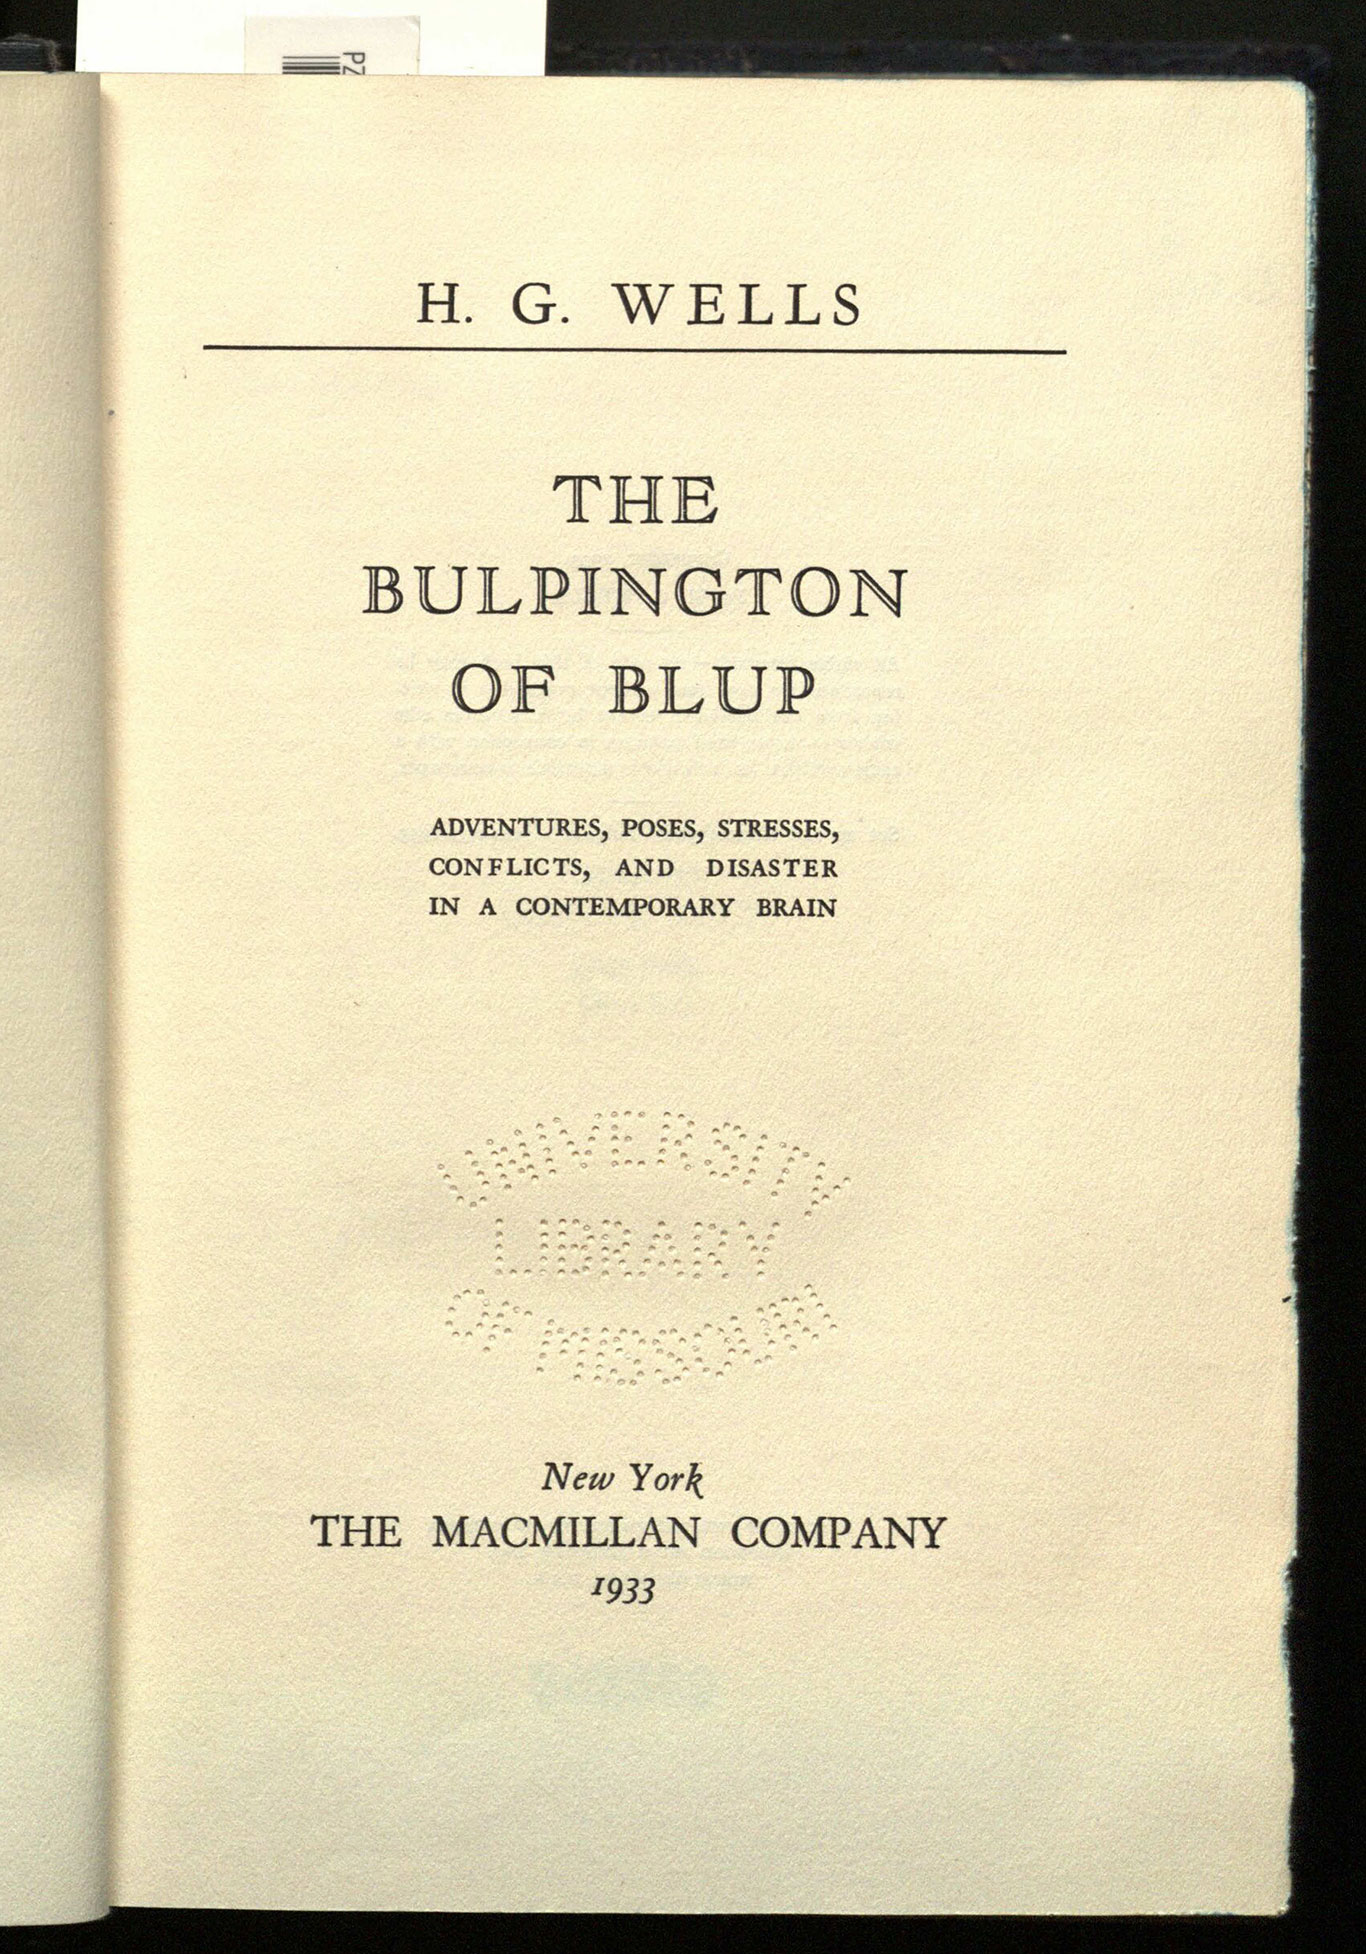 PZ
H. G. WELLS
THE
BULPINGTON
OF BLUP
ADVENTURES, POSES, STRESSES,
CONFLICTS, AND DISASTER
IN A CONTEMPORARY BRAIN
UNIVERSITY
LIBRARY
OF MISSOURI
New York
THE MACMILLAN COMPANY
1933